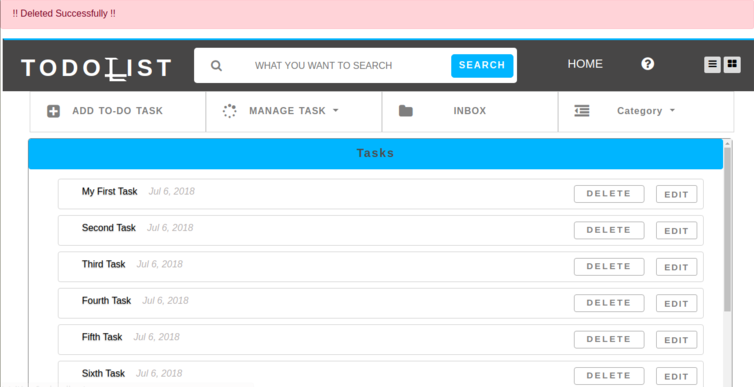 !! Deleted Successfully !!
TODO LIST
WHAT YOU WANT TO SEARCH
SEARCH
HOME
?
ADD TO-DO TASK
MANAGE TASK
INBOX
Category
Tasks
My First Task Jul 6, 2018 DELETE EDIT
Second Task Jul 6, 2018 DELETE EDIT
Third Task Jul 6, 2018 DELETE EDIT
Fourth Task Jul 6, 2018 DELETE EDIT
Fifth Task Jul 6, 2018 DELETE EDIT
Sixth Task Jul 6, 2018 DELETE EDIT